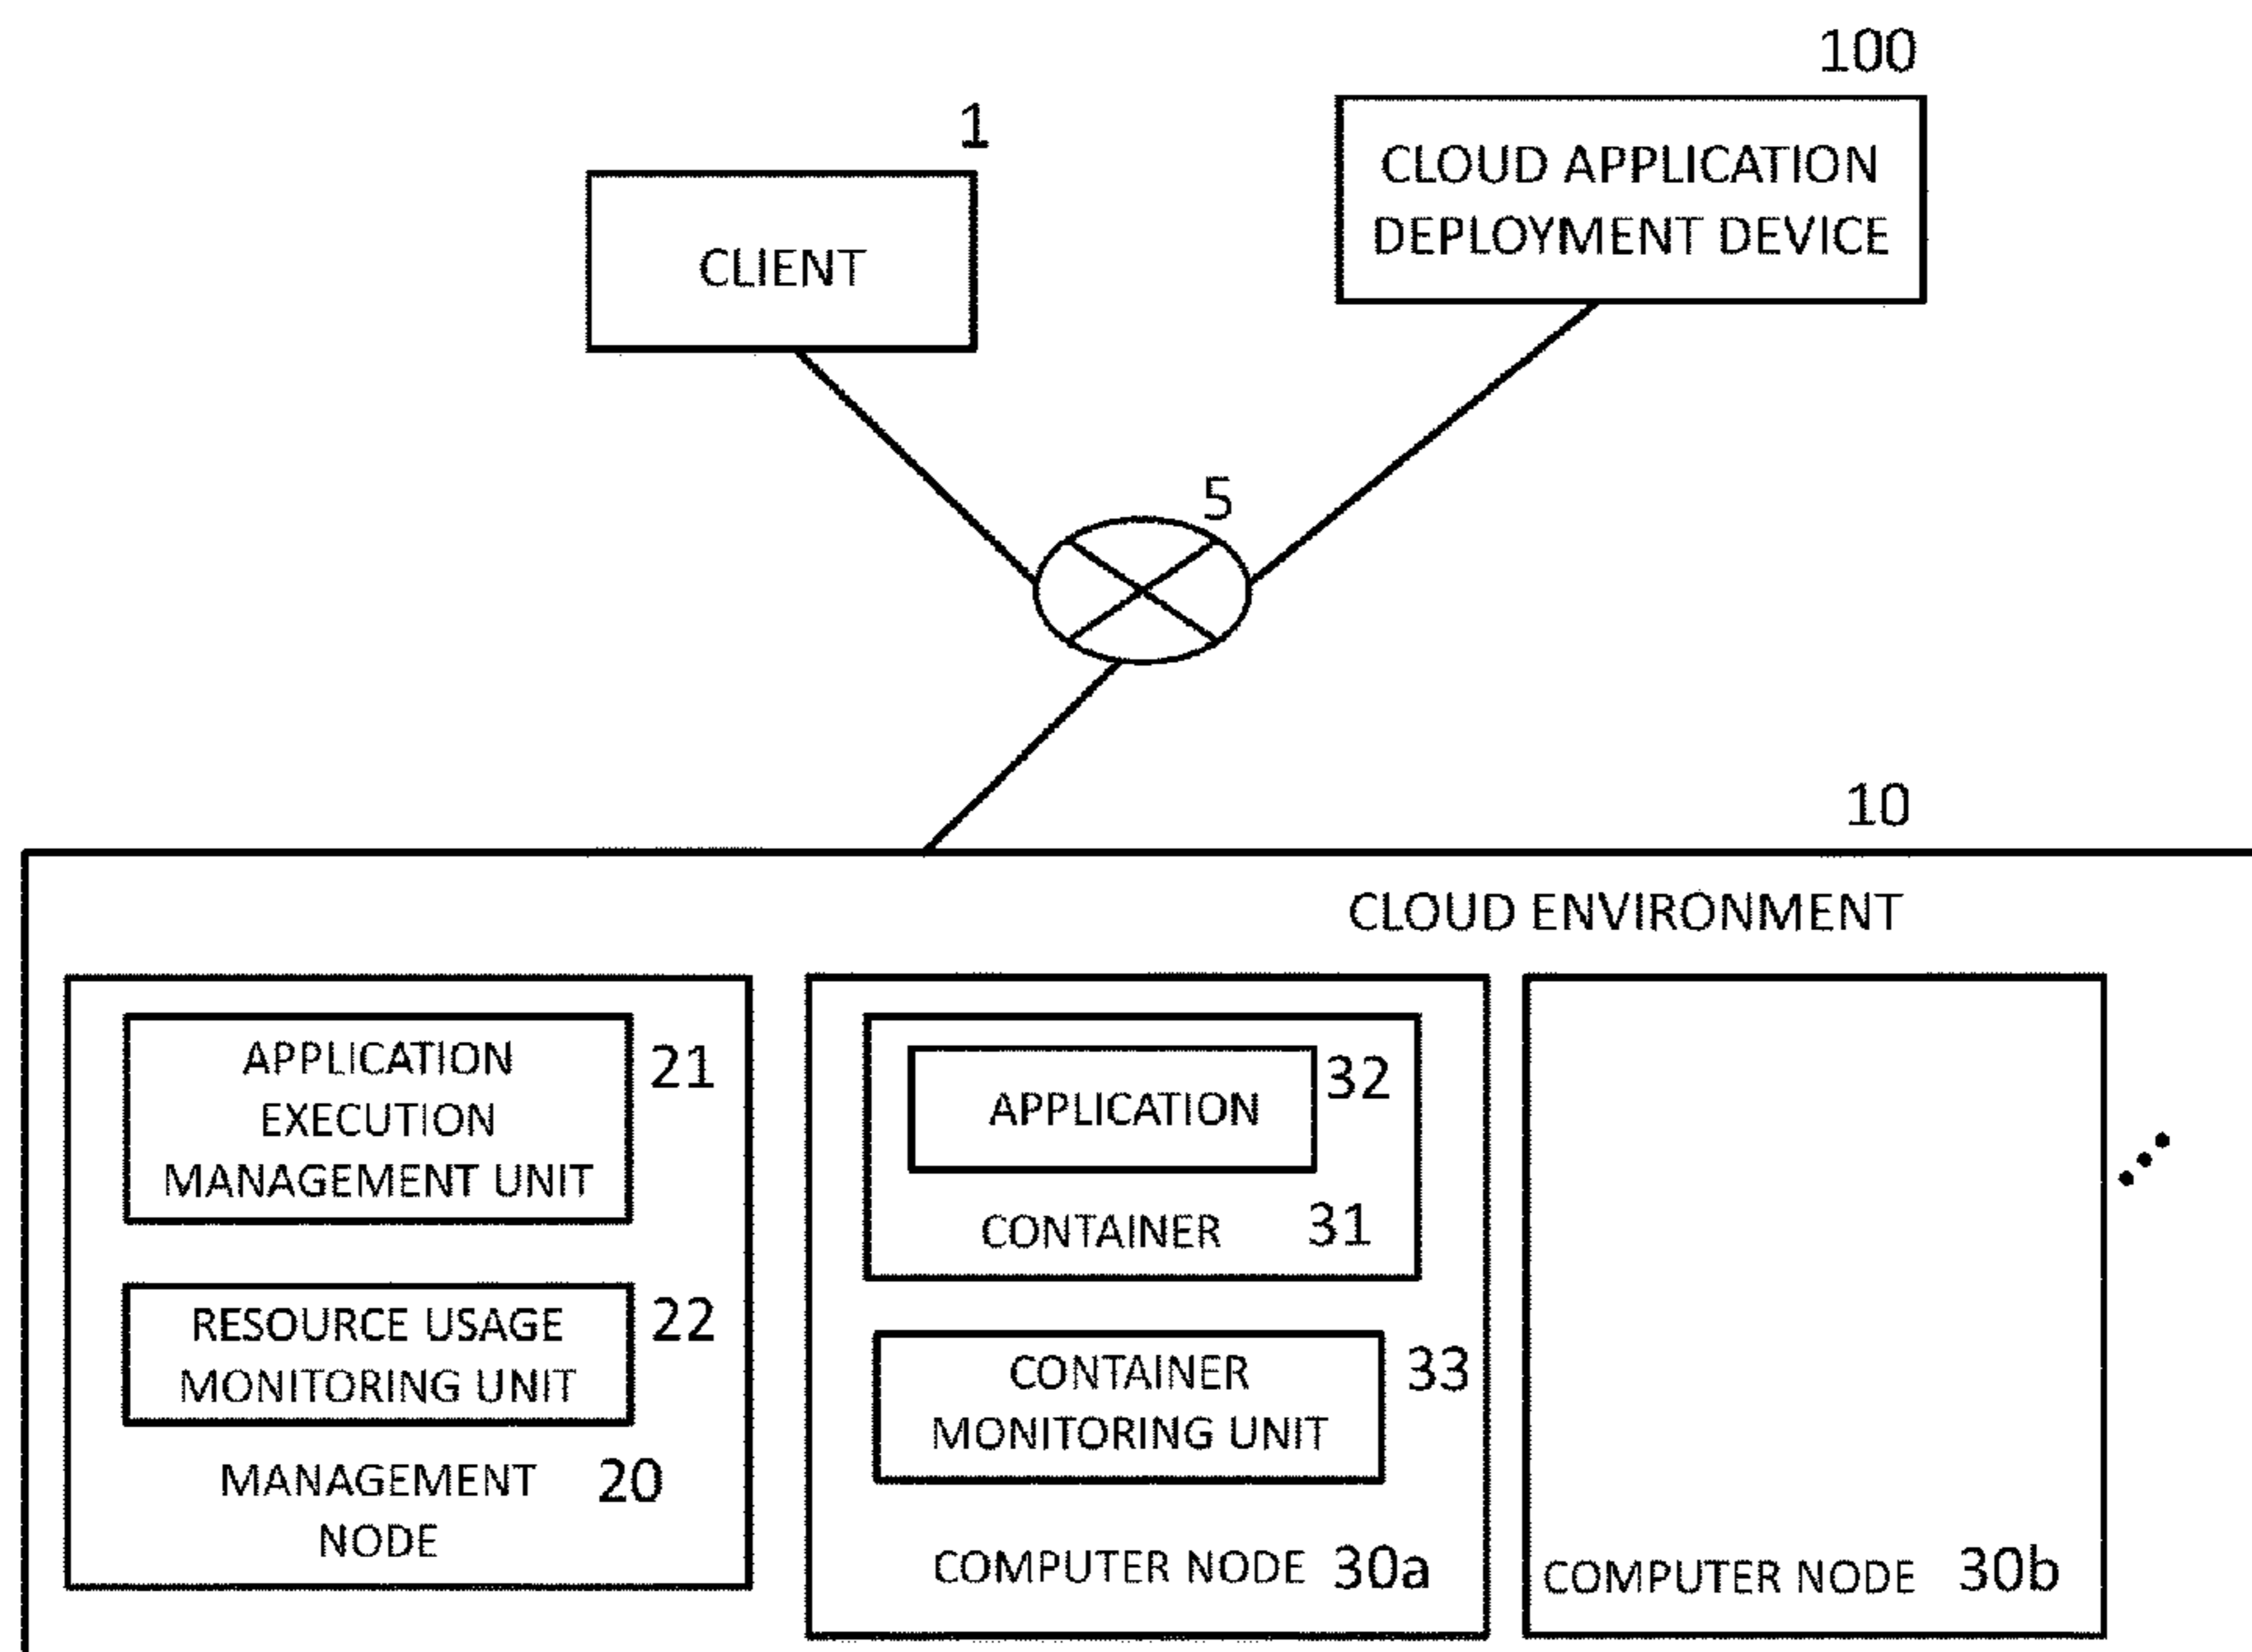 100
1
CLOUD APPLICATION
DEPLOYMENT DEVICE
CLIENT
5
10
CLOUD ENVIRONMENT
APPLICATION
EXECUTION
MANAGEMENT UNIT
21
RESOURCE USAGE
MONITORING UNIT
22
MANAGEMENT
NODE
20
APPLICATION
32
CONTAINER 31
CONTAINER
MONITORING UNIT
33
COMPUTER NODE 30a
COMPUTER NODE 30b